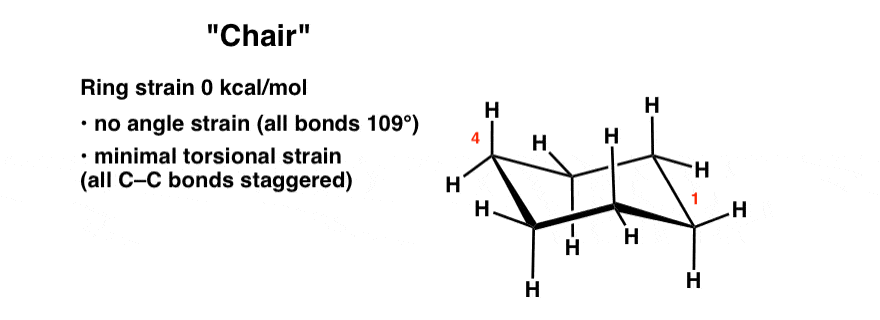 "Chair"
Ring strain 0 kcal/mol
• no angle strain (all bonds 109°)
• minimal torsional strain
(all C–C bonds staggered)
H
H
4
H
H
H
H
1
H
H
H
H
H
H
H